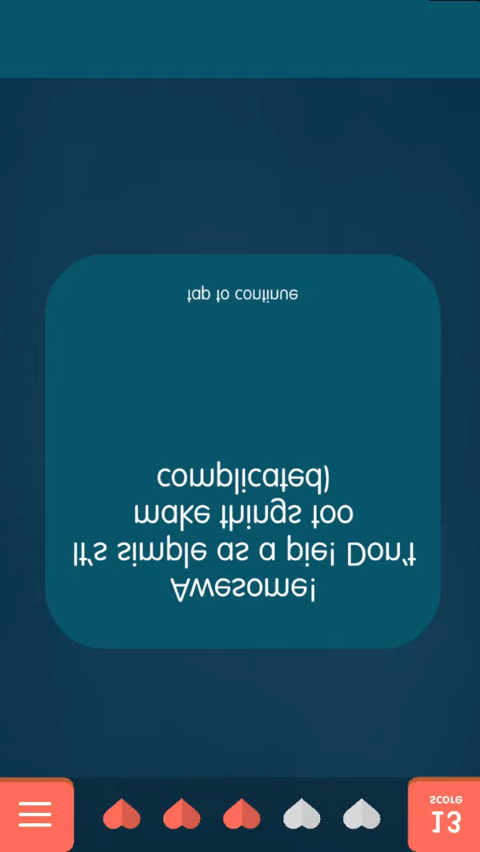 score
13
Awesome!
It's simple as a pie! Don't
make things too
complicated)
tap to continue